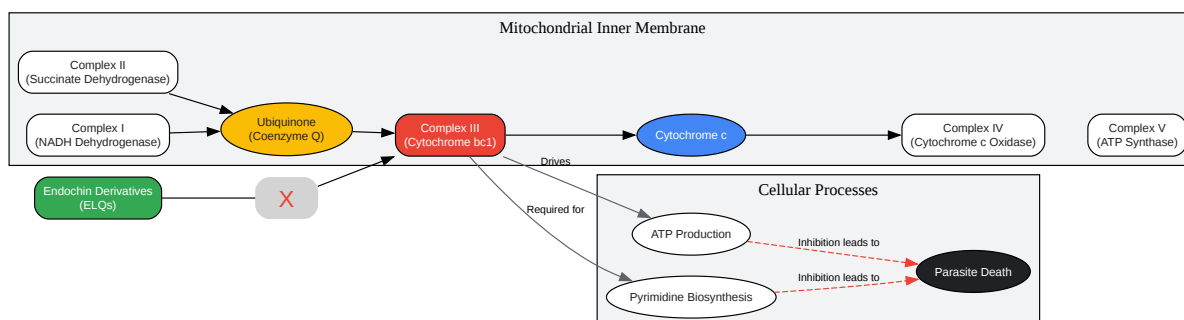 Mitochondrial Inner Membrane
Complex II
(Succinate Dehydrogenase)
Complex I
(NADH Dehydrogenase)
Ubiquinone
(Coenzyme Q)
Complex III
(Cytochrome bc1)
Cytochrome c
Complex IV
(Cytochrome c Oxidase)
Complex V
(ATP Synthase)
Endochin Derivatives
(ELQs)
X
Drives
Required for
Cellular Processes
ATP Production
Inhibition leads to
Parasite Death
Inhibition leads to
Pyrimidine Biosynthesis